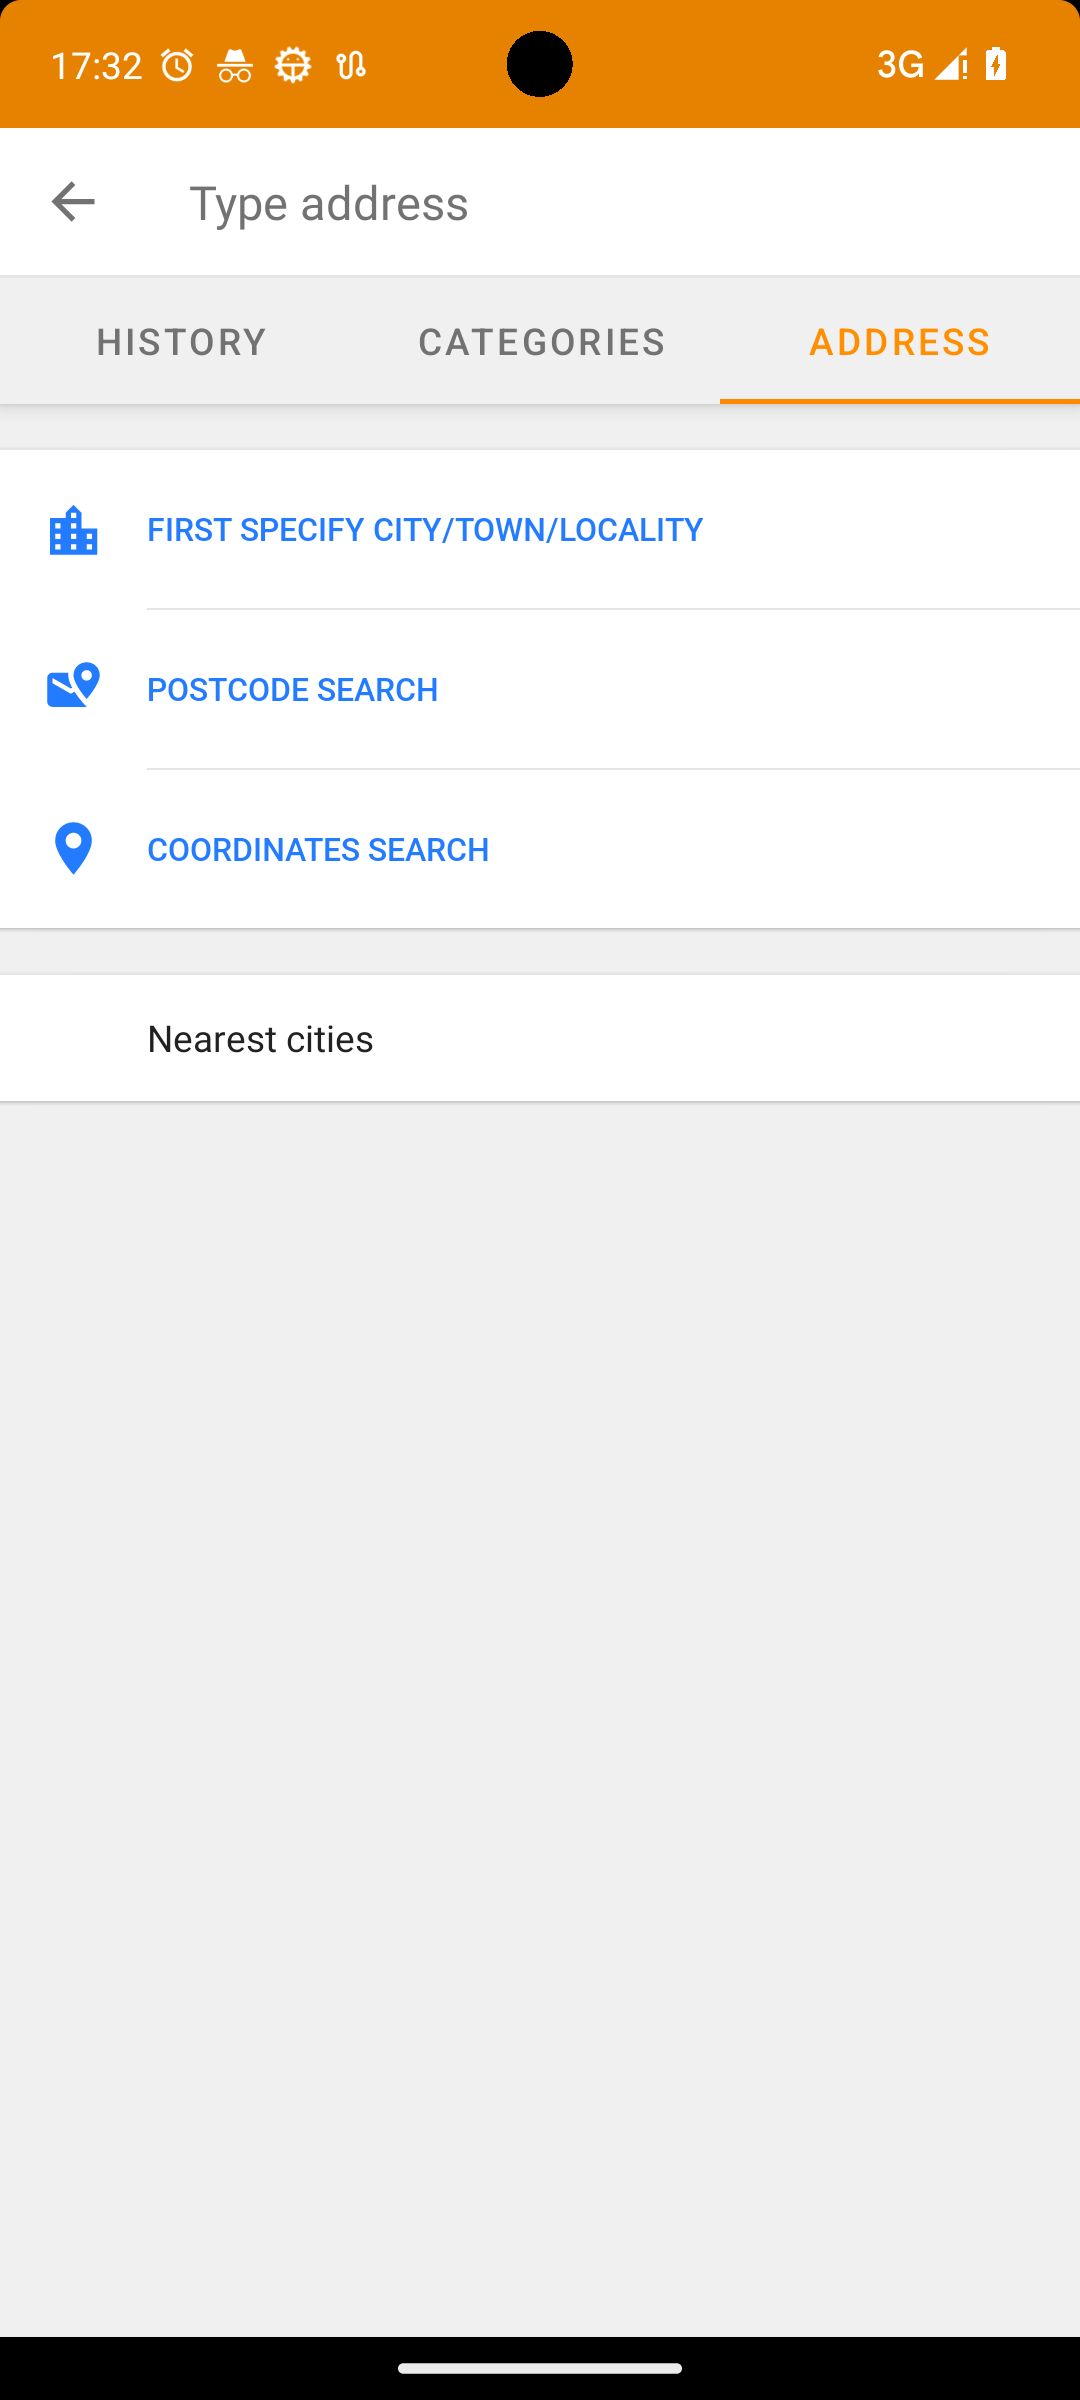 17:32
3G
Type address
HISTORY
CATEGORIES
ADDRESS
FIRST SPECIFY CITY/TOWN/LOCALITY
POSTCODE SEARCH
COORDINATES SEARCH
Nearest cities